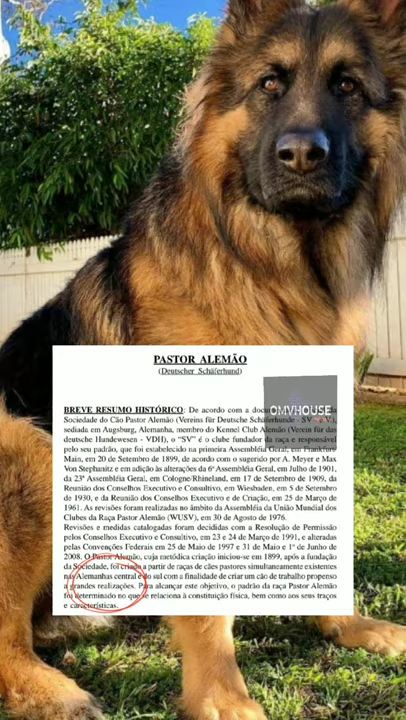 PASTOR ALEMÃO
(Deutscher Schäferhund)
OMVHOUSE
BREVE RESUMO HISTÓRICO: De acordo com a
Sociedade do Cão Pastor Alemão (Vereins für Deutsche Schäferhunde - SV e.V.),
sediada em Augsburg, Alemanha, membro do Kennel Club Alemão (Verein für das
deutsche Hundewesen - VDH), o “SV” é o clube fundador da raça e responsável
pelo seu padrão, que foi estabelecido na primeira Assembléia Geral, em Frankfurt/
Main, em 20 de Setembro de 1899, de acordo com o sugerido por A. Meyer e Max
Von Stephanitz e em adição às alterações da 6ª Assembléia Geral, em Julho de 1901,
da 23ª Assembléia Geral, em Cologne/Rhineland, em 17 de Setembro de 1909, da
Reunião dos Conselhos Executivo e Consultivo, em Wiesbaden, em 5 de Setembro
de 1930, e da Reunião dos Conselhos Executivo e de Criação, em 25 de Março de
1961. As revisões foram realizadas no âmbito da Assembléia da União Mundial dos
Clubes da Raça Pastor Alemão (WUSV), em 30 de Agosto de 1976.
Revisões e medidas catalogadas foram decididas com a Resolução de Permissão
pelos Conselhos Executivo e Consultivo, em 23 e 24 de Março de 1991, e alteradas
pelas Convenções Federais em 25 de Maio de 1997 e 31 de Maio e 1° de Junho de
2008. O Pastor Alemão, cuja metódica criação iniciou-se em 1899, após a fundação
da Sociedade, foi criado a partir de raças de cães pastores simultaneamente existentes
nas Alemanhas central e do sul com a finalidade de criar um cão de trabalho propenso
a grandes realizações. Para alcançar este objetivo, o padrão da raça Pastor Alemão
foi determinado no que se relaciona à constituição física, bem como aos seus traços
e características.